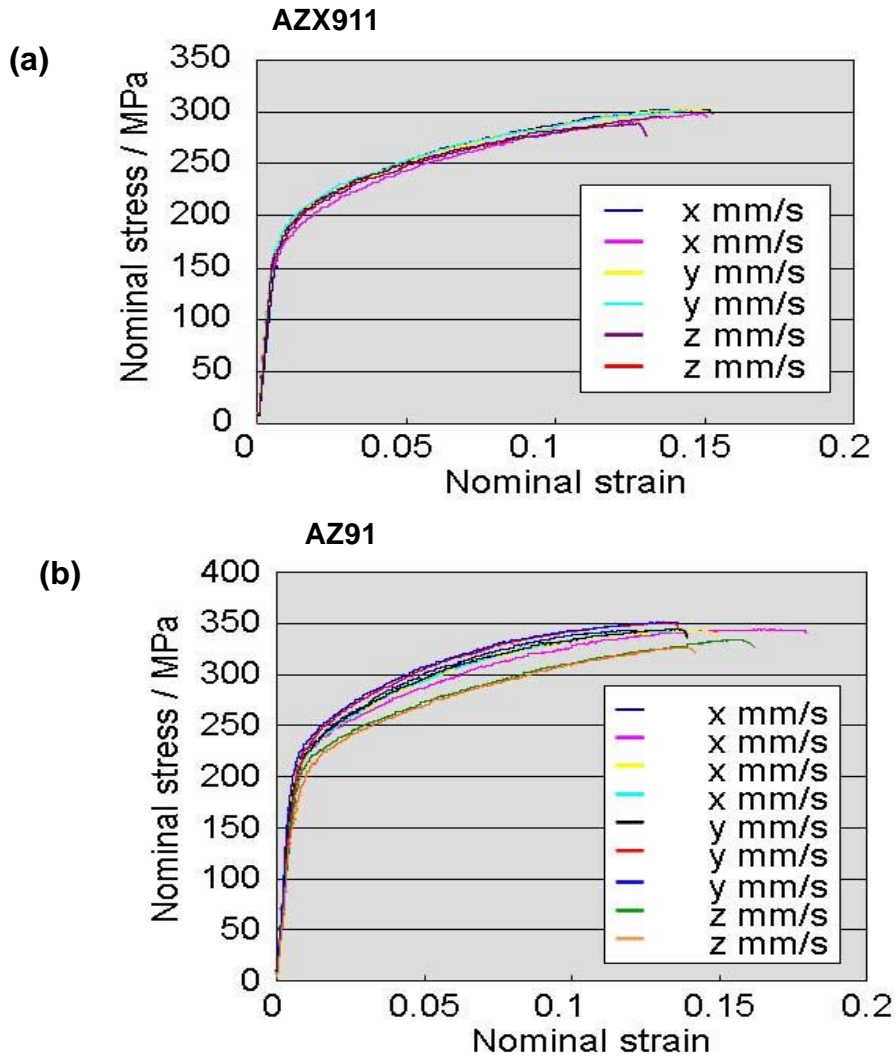 AZX911
(a)
350
300
250
200
150
100
50
0
Nominal stress / MPa
x mm/s
x mm/s
y mm/s
y mm/s
z mm/s
z mm/s
0 0.05 0.1 0.15 0.2
Nominal strain
AZ91
(b)
400
350
300
250
200
150
100
50
0
Nominal stress / MPa
x mm/s
x mm/s
x mm/s
x mm/s
y mm/s
y mm/s
y mm/s
z mm/s
z mm/s
0 0.05 0.1 0.15 0.2
Nominal strain